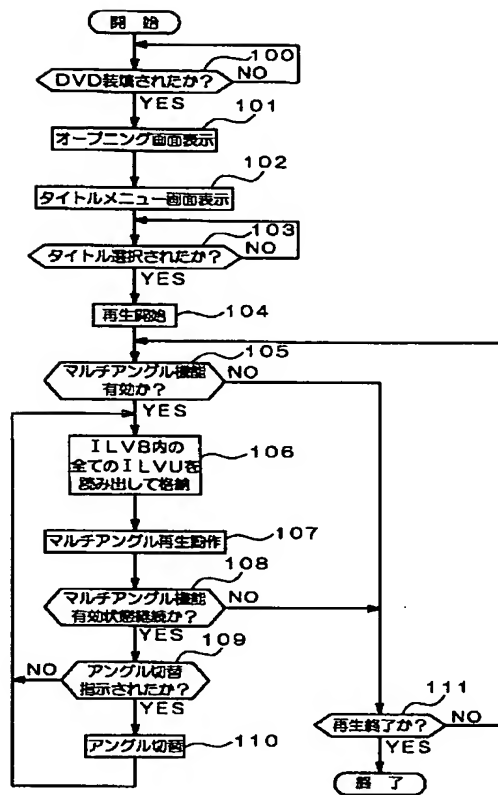 開 始
100
DVD装填されたか?
NO
YES
101
オープニング画面表示
102
タイトルメニュー画面表示
103
タイトル選択されたか?
NO
YES
再生開始
104
105
マルチアングル機能
有効か?
NO
YES
ILVB内の
全てのILVUを
読み出して格納
106
マルチアングル再生動作
107
108
マルチアングル機能
有効状態継続か?
NO
YES
109
NO
アングル切替
指示されたか?
YES
アングル切替
110
111
再生終了か?
NO
YES
終 了